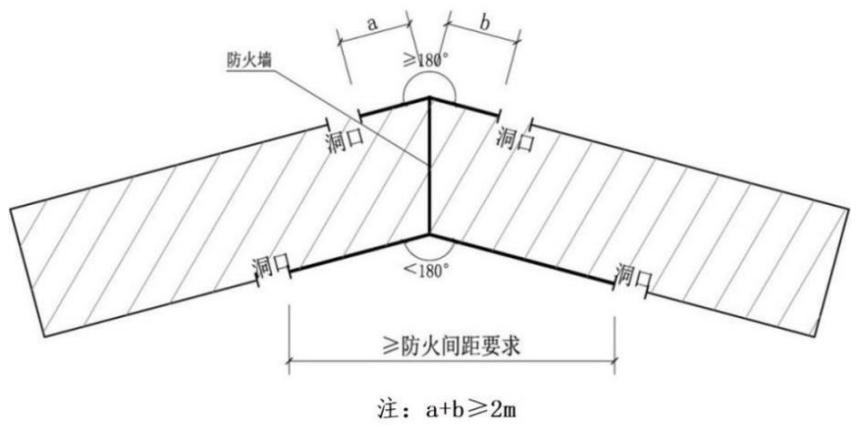 a
b
≥180°
防火墙
洞口
洞口
洞口
<180°
洞口
≥防火间距要求
注：a+b≥2m